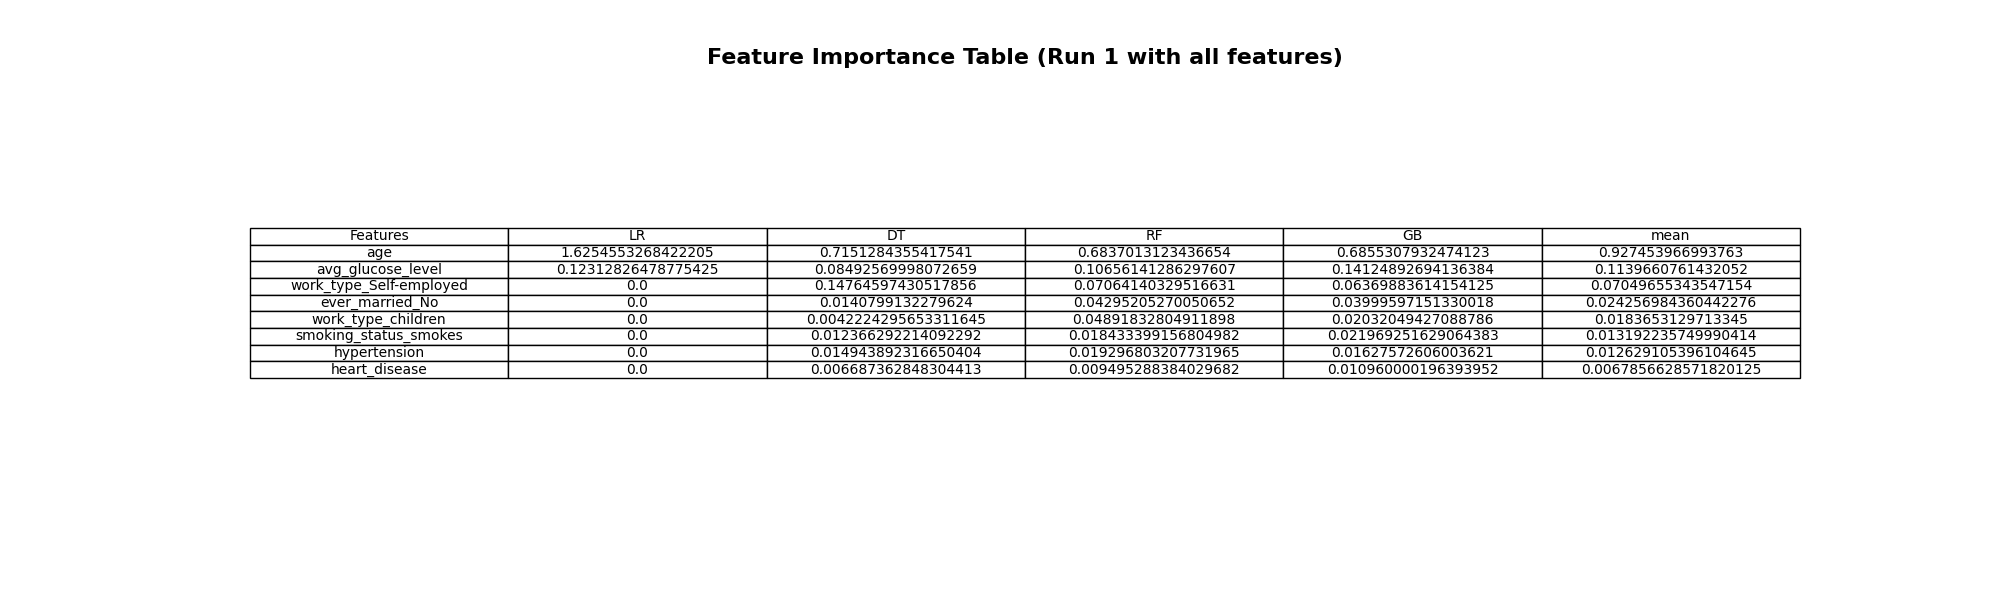 Feature Importance Table (Run 1 with all features)
Features LR DT RF GB mean
age 1.6254553268422205 0.7151284355417541 0.6837013123436654 0.6855307932474123 0.927453966993763
avg_glucose_level 0.12312826478775425 0.08492569998072659 0.10656141286297607 0.14124892694136384 0.1139660761432052
work_type_Self-employed 0.0 0.14764597430517856 0.07064140329516631 0.06369883614154125 0.07049655343547154
ever_married_No 0.0 0.0140799132279624 0.04295205270050652 0.03999597151330018 0.024256984360442276
work_type_children 0.0 0.0042224295653311645 0.04891832804911898 0.02032049427088786 0.0183653129713345
smoking_status_smokes 0.0 0.012366292214092292 0.018433399156804982 0.021969251629064383 0.013192235749990414
hypertension 0.0 0.014943892316650404 0.019296803207731965 0.01627572606003621 0.012629105396104645
heart_disease 0.0 0.006687362848304413 0.009495288384029682 0.010960000196393952 0.0067856628571820125